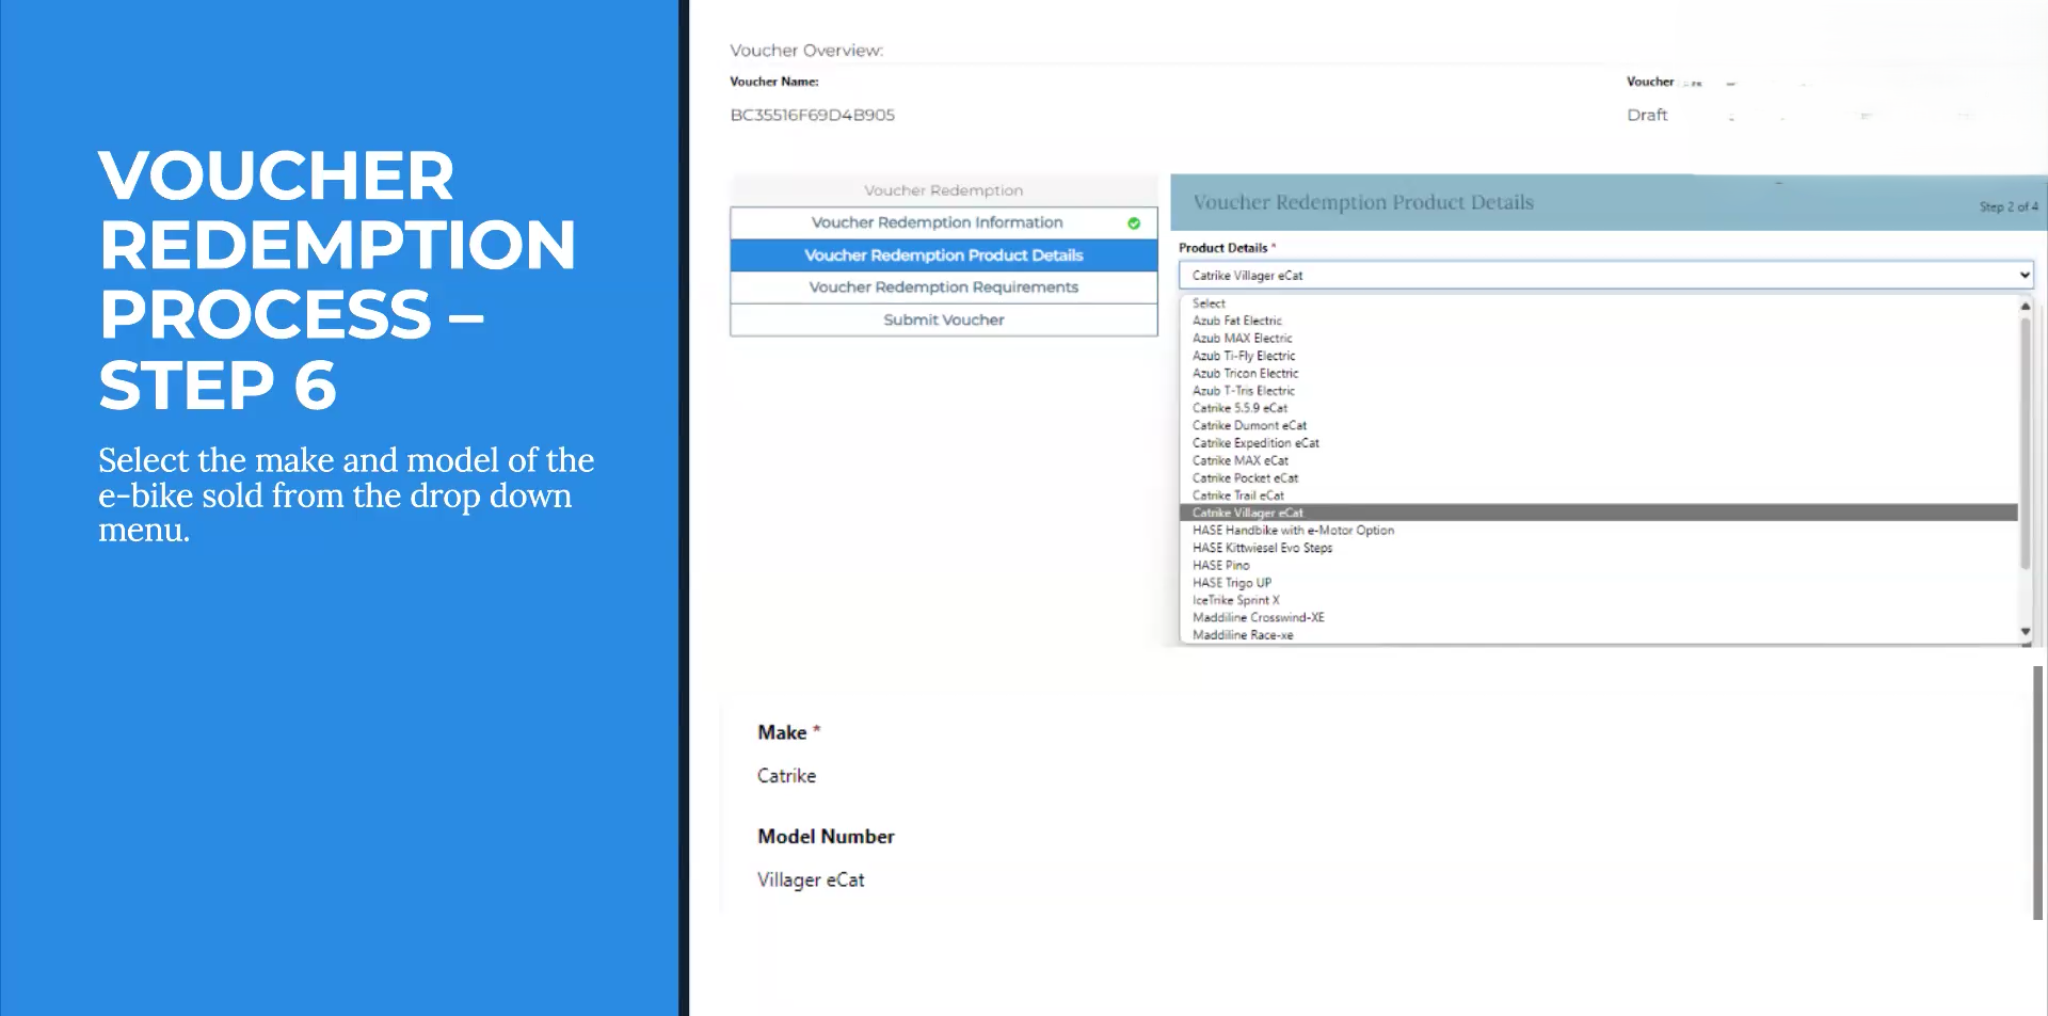 VOUCHER
REDEMPTION
PROCESS –
STEP 6
Select the make and model of the
e-bike sold from the drop down
menu.
Voucher Overview:
Voucher Name:
BC35516F69D4B905
Voucher
Draft
Voucher Redemption
Voucher Redemption Information
Voucher Redemption Product Details
Voucher Redemption Requirements
Submit Voucher
Voucher Redemption Product Details
Step 2 of 4
Product Details *
Catrike Villager eCat
Select
Azub Fat Electric
Azub MAX Electric
Azub Ti-Fly Electric
Azub Tricon Electric
Azub T-Tris Electric
Catrike 5.5.9 eCat
Catrike Dumont eCat
Catrike Expedition eCat
Catrike MAX eCat
Catrike Pocket eCat
Catrike Trail eCat
Catrike Villager eCat
HASE Handbike with e-Motor Option
HASE Kittwiesel Evo Steps
HASE Pino
HASE Trigo UP
IceTrike Sprint X
Maddiline Crosswind-XE
Maddiline Race-xe
Make *
Catrike
Model Number
Villager eCat